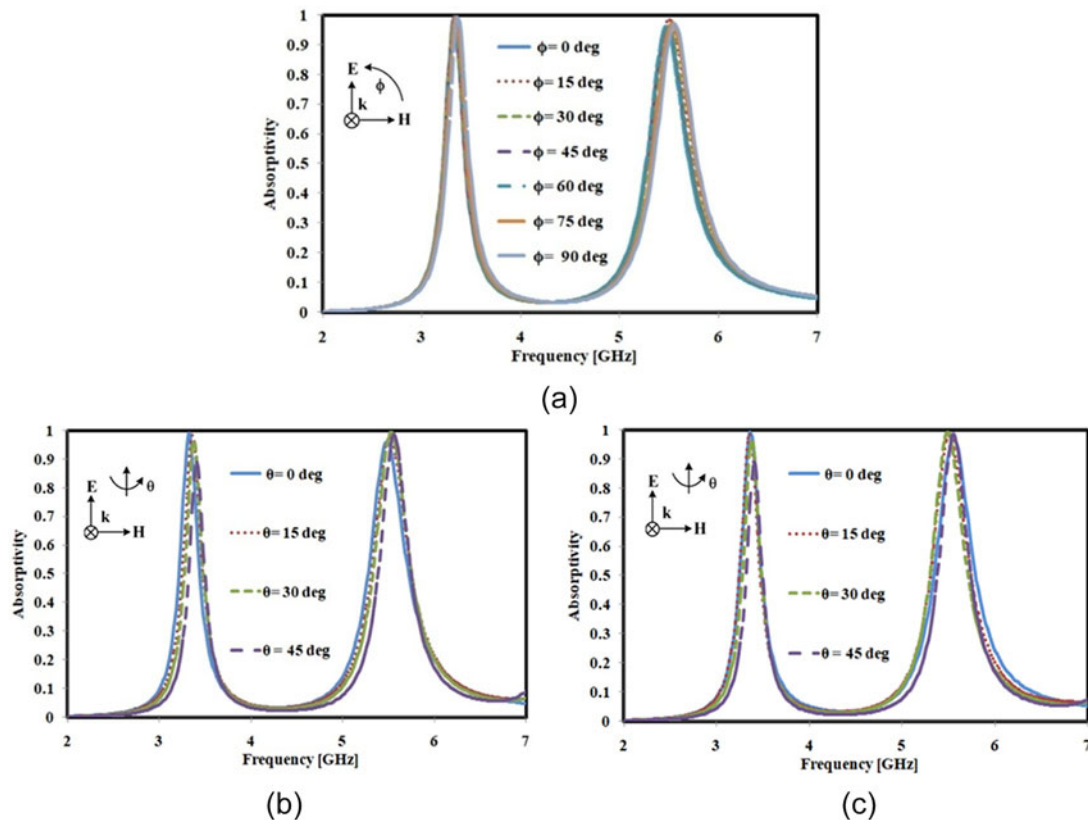 1
0.9
0.8
0.7
0.6
0.5
0.4
0.3
0.2
0.1
0
Absorptivity
E
ϕ
k
H
ϕ= 0 deg
ϕ= 15 deg
ϕ= 30 deg
ϕ= 45 deg
ϕ= 60 deg
ϕ= 75 deg
ϕ= 90 deg
2 3 4 5 6 7
Frequency [GHz]
(a)
1
0.9
0.8
0.7
0.6
0.5
0.4
0.3
0.2
0.1
0
Absorptivity
E
θ
k
H
θ= 0 deg
θ= 15 deg
θ= 30 deg
θ= 45 deg
2 3 4 5 6 7
Frequency [GHz]
(b)
1
0.9
0.8
0.7
0.6
0.5
0.4
0.3
0.2
0.1
0
Absorptivity
E
θ
k
H
θ= 0 deg
θ= 15 deg
θ= 30 deg
θ= 45 deg
2 3 4 5 6 7
Frequency [GHz]
(c)